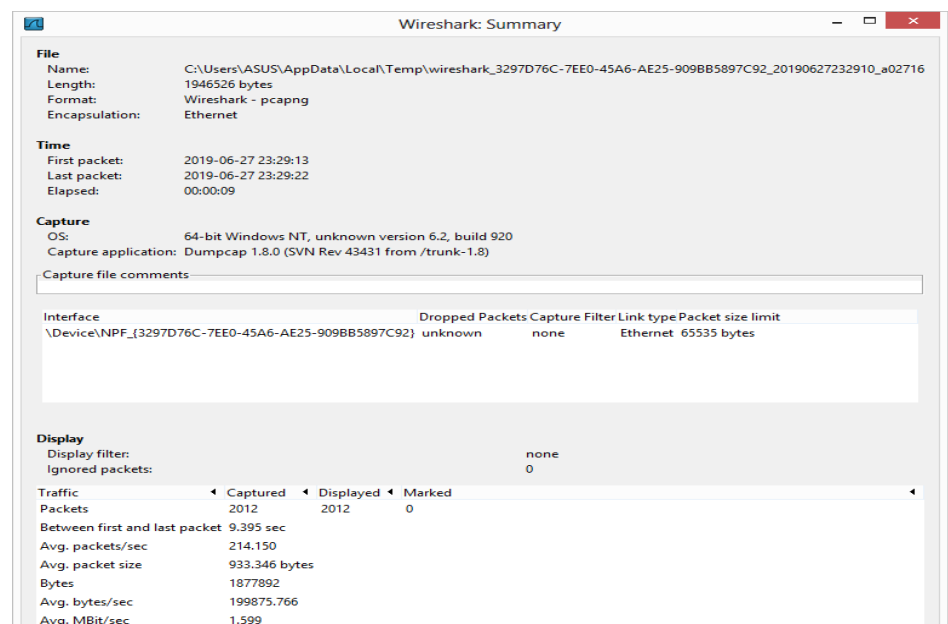 Wireshark: Summary
File
Name: C:\Users\ASUS\AppData\Local\Temp\wireshark_3297D76C-7EE0-45A6-AE25-909BB5897C92_20190627232910_a02716
Length: 1946526 bytes
Format: Wireshark - pcapng
Encapsulation: Ethernet
Time
First packet: 2019-06-27 23:29:13
Last packet: 2019-06-27 23:29:22
Elapsed: 00:00:09
Capture
OS: 64-bit Windows NT, unknown version 6.2, build 920
Capture application: Dumpcap 1.8.0 (SVN Rev 43431 from /trunk-1.8)
Capture file comments
Interface Dropped Packets Capture Filter Link type Packet size limit
\Device\NPF_{3297D76C-7EE0-45A6-AE25-909BB5897C92} unknown none Ethernet 65535 bytes
Display
Display filter: none
Ignored packets: 0
Traffic Captured Displayed Marked
Packets 2012 2012 0
Between first and last packet 9.395 sec
Avg. packets/sec 214.150
Avg. packet size 933.346 bytes
Bytes 1877892
Avg. bytes/sec 199875.766
Avg. MBit/sec 1.599